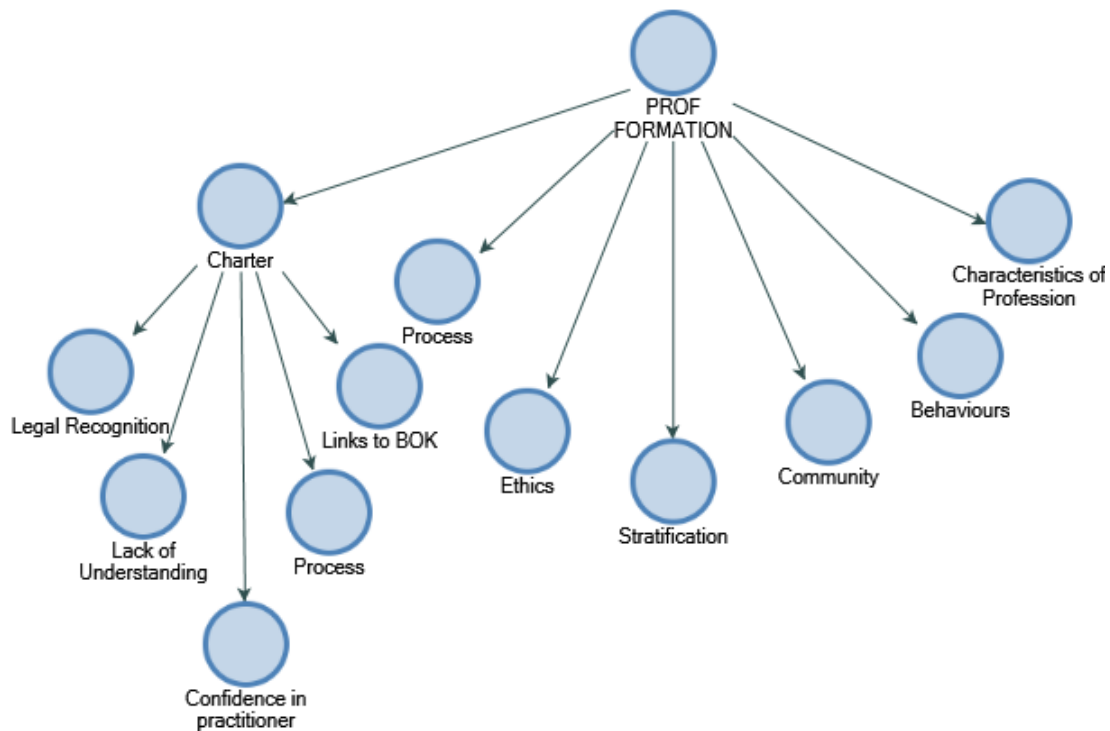 PROF
FORMATION
Charter
Characteristics of
Profession
Process
Legal Recognition
Links to BOK
Behaviours
Ethics
Community
Stratification
Lack of
Understanding
Process
Confidence in
practitioner